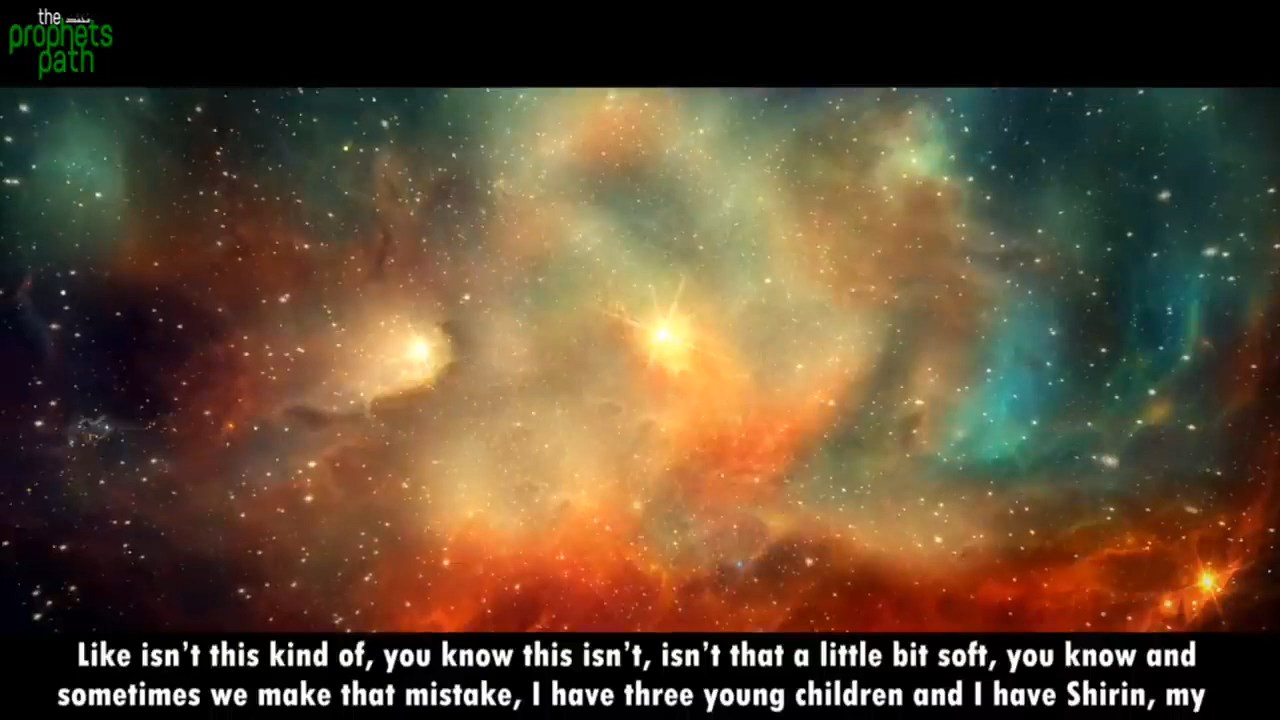 the
prophets
path
Like isn't this kind of, you know this isn't, isn't that a little bit soft, you know and
sometimes we make that mistake, I have three young children and I have Shirin, my